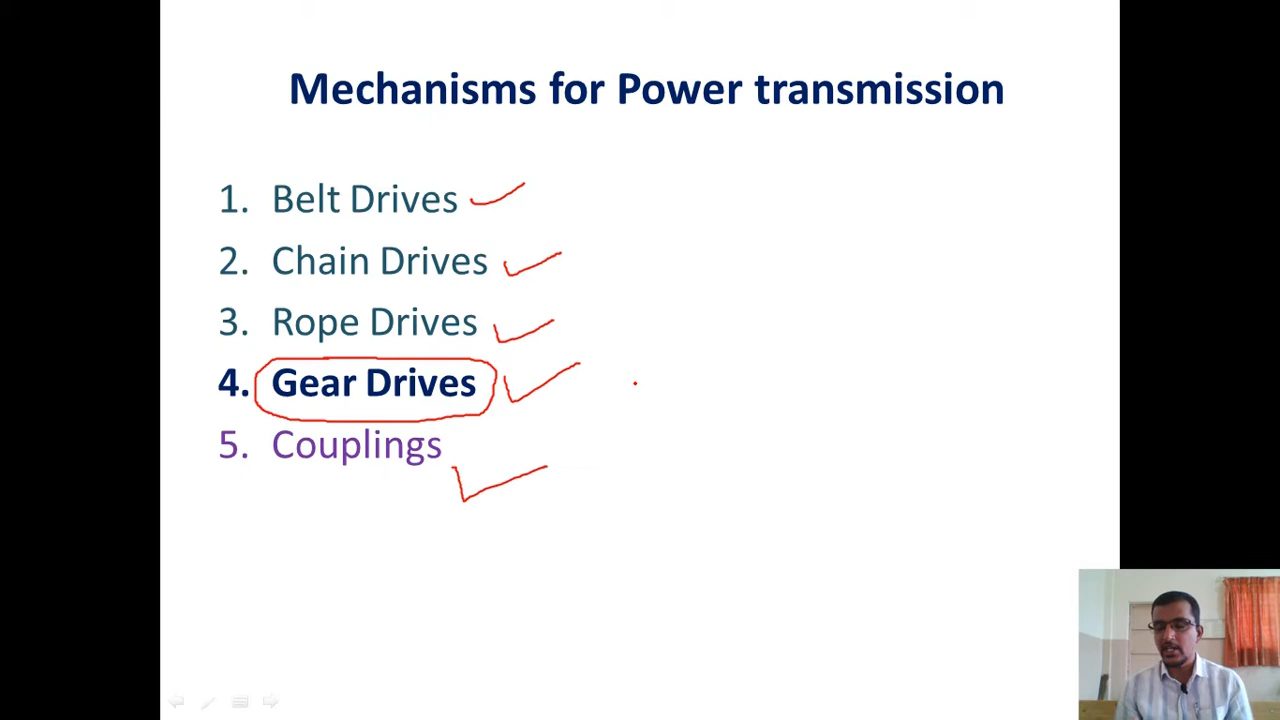 Mechanisms for Power transmission
1. Belt Drives
2. Chain Drives
3. Rope Drives
4. Gear Drives
5. Couplings